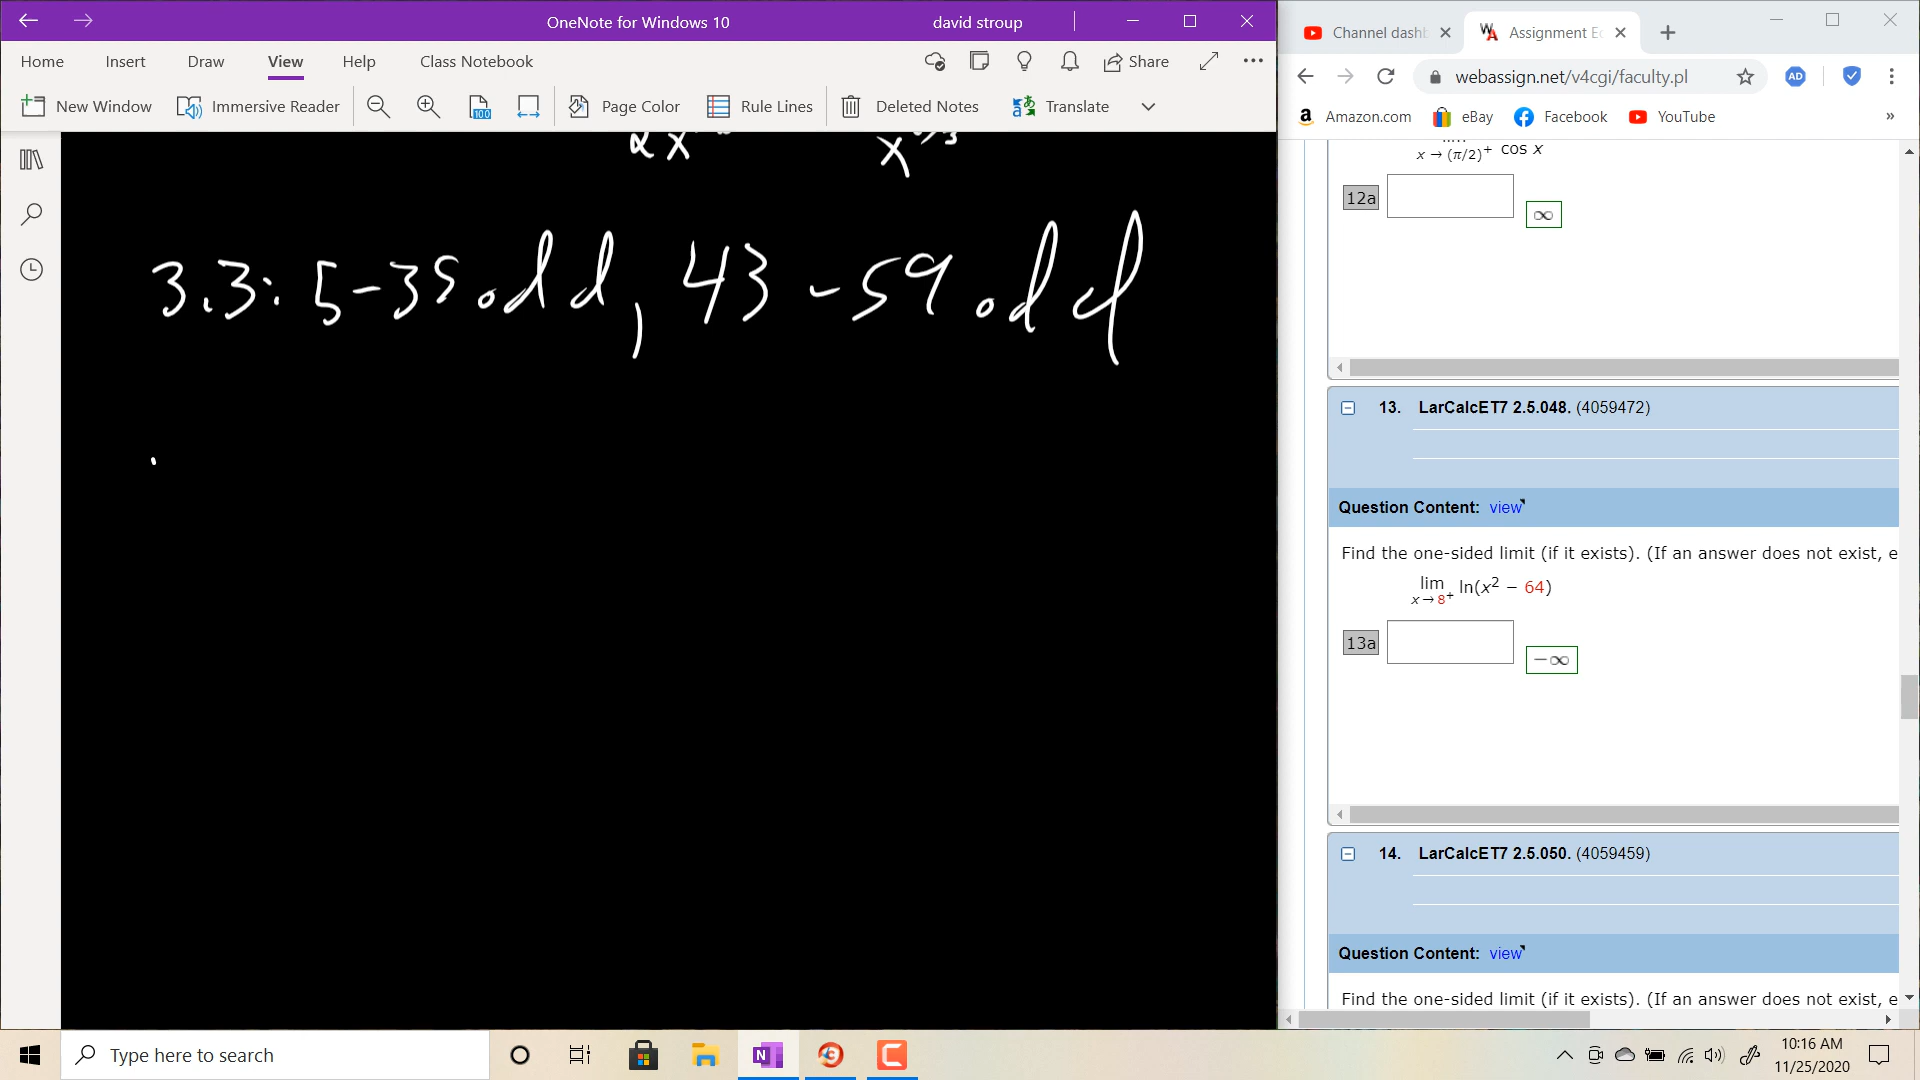 OneNote for Windows 10
david stroup
Home Insert Draw View Help Class Notebook
Share
New Window Immersive Reader
100
Page Color Rule Lines Deleted Notes Translate
x
3.3: 5-35 odd, 43-59 odd
Type here to search
Channel dashb
Assignment Ed
webassign.net/v4cgi/faculty.pl
AD
Amazon.com eBay Facebook YouTube »
x → (π/2)⁺ cos x
12a
∞
13. LarCalcET7 2.5.048. (4059472)
Question Content: view
Find the one-sided limit (if it exists). (If an answer does not exist, e
lim ln(x² − 64)
x→8⁺
13a
−∞
14. LarCalcET7 2.5.050. (4059459)
Question Content: view
Find the one-sided limit (if it exists). (If an answer does not exist, e
10:16 AM
11/25/2020